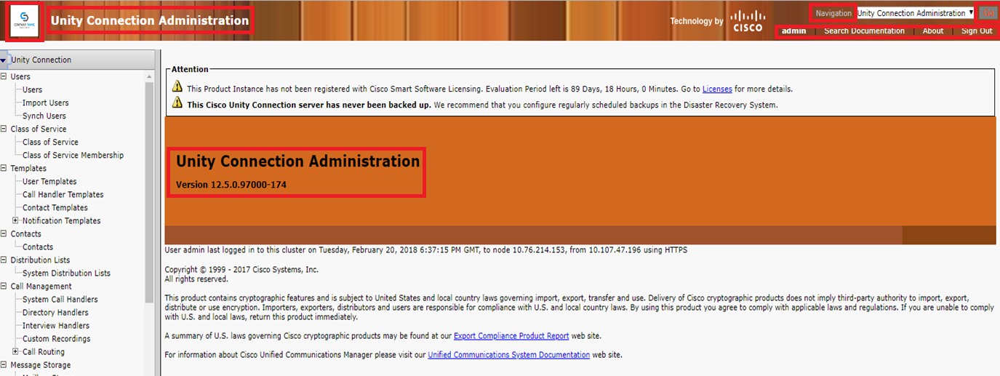 COMPANY NAME
Unity Connection Administration
Technology by
CISCO
Navigation Unity Connection Administration Go
admin Search Documentation About Sign Out
Unity Connection
Users
Users
Import Users
Synch Users
Class of Service
Class of Service
Class of Service Membership
Templates
User Templates
Call Handler Templates
Contact Templates
Notification Templates
Contacts
Contacts
Distribution Lists
System Distribution Lists
Call Management
System Call Handlers
Directory Handlers
Interview Handlers
Custom Recordings
Call Routing
Message Storage
Attention
This Product Instance has not been registered with Cisco Smart Software Licensing. Evaluation Period left is 89 Days, 18 Hours, 0 Minutes. Go to Licenses for more details.
This Cisco Unity Connection server has never been backed up. We recommend that you configure regularly scheduled backups in the Disaster Recovery System.
Unity Connection Administration
Version 12.5.0.97000-174
User admin last logged in to this cluster on Tuesday, February 20, 2018 6:37:15 PM GMT, to node 10.76.214.153, from 10.107.47.196 using HTTPS
Copyright © 1999 - 2017 Cisco Systems, Inc.
All rights reserved.
This product contains cryptographic features and is subject to United States and local country laws governing import, export, transfer and use. Delivery of Cisco cryptographic products does not imply third-party authority to import, export,
distribute or use encryption. Importers, exporters, distributors and users are responsible for compliance with U.S. and local country laws. By using this product you agree to comply with applicable laws and regulations. If you are unable to comply
with U.S. and local laws, return this product immediately.
A summary of U.S. laws governing Cisco cryptographic products may be found at our Export Compliance Product Report web site.
For information about Cisco Unified Communications Manager please visit our Unified Communications System Documentation web site.